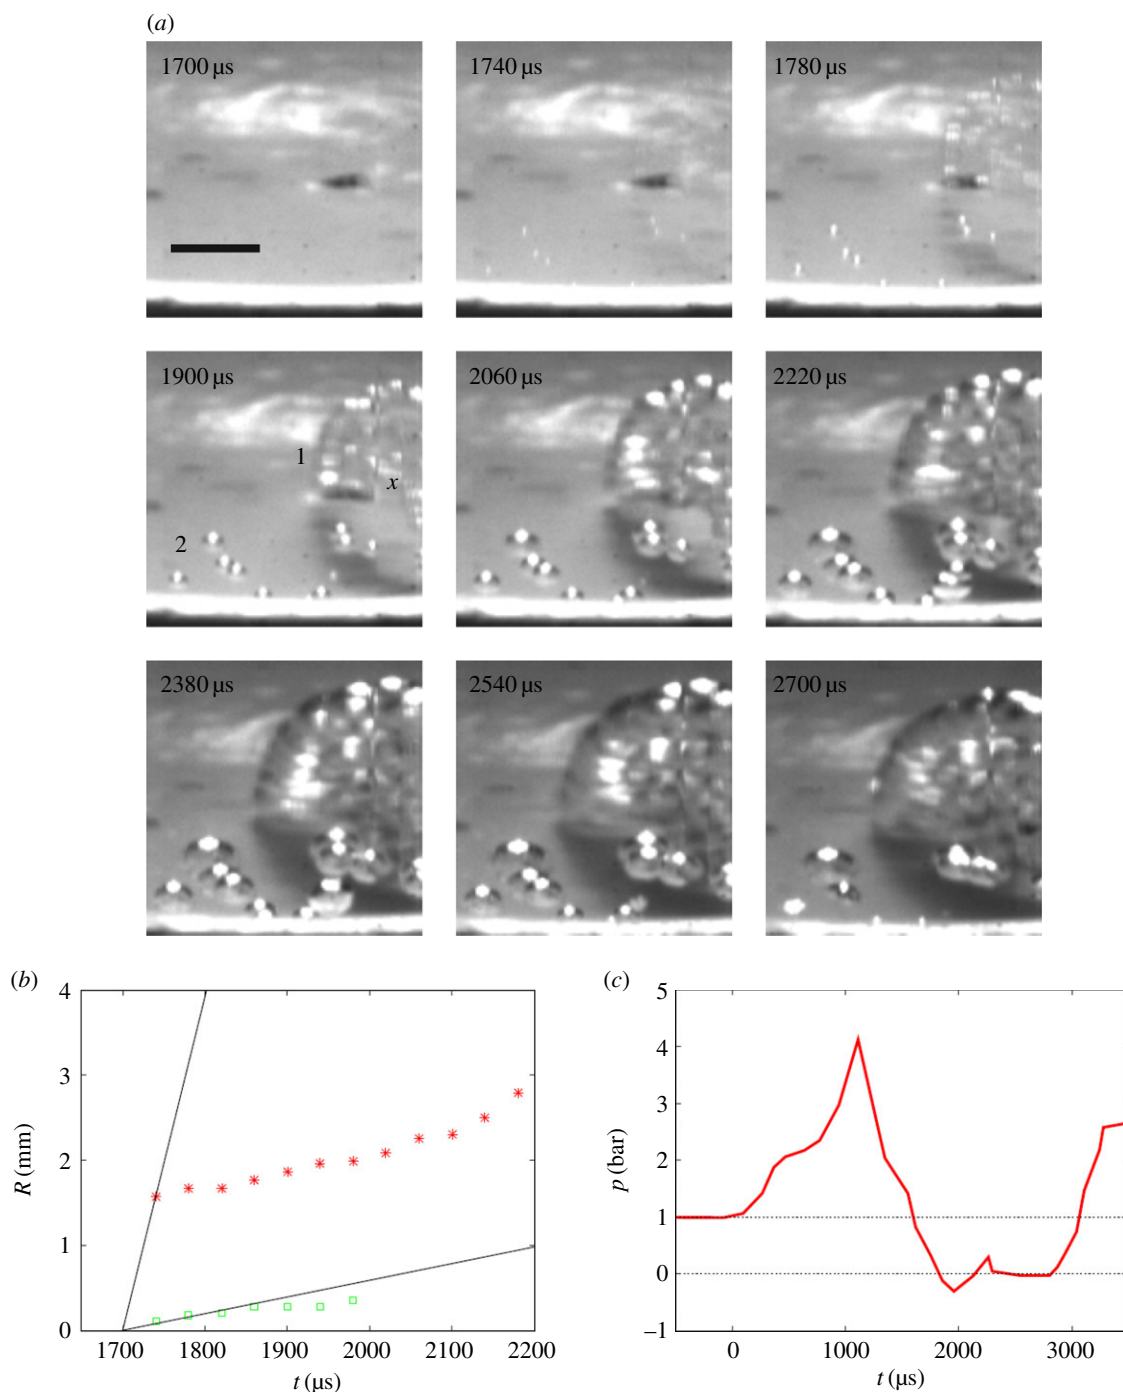 (a)
1700 µs
1740 µs
1780 µs
1900 µs
1
x
2
2060 µs
2220 µs
2380 µs
2540 µs
2700 µs
(b)
4
3
2
1
0
R (mm)
1700 1800 1900 2000 2100 2200
t (µs)
(c)
5
4
3
2
1
0
−1
p (bar)
0 1000 2000 3000
t (µs)